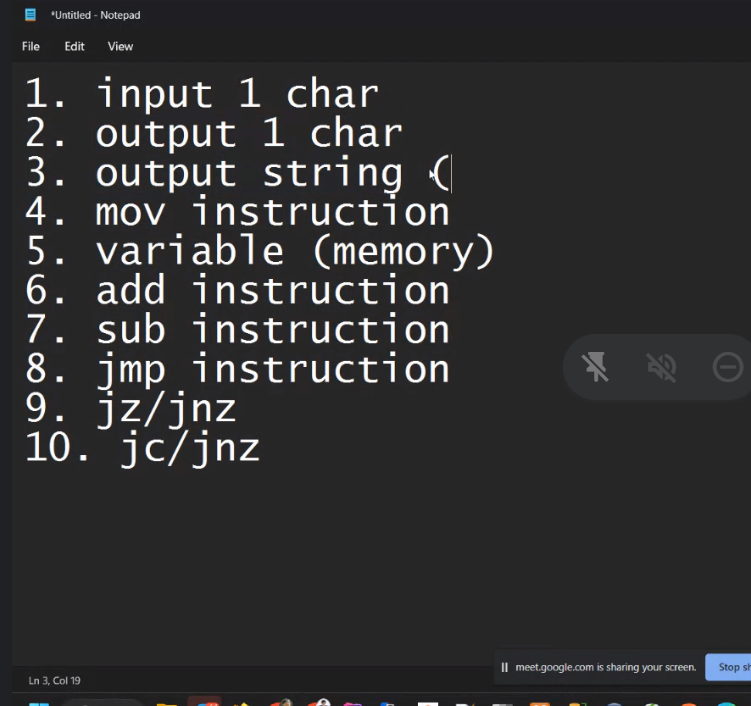 *Untitled - Notepad
File Edit View
1. input 1 char
2. output 1 char
3. output string (
4. mov instruction
5. variable (memory)
6. add instruction
7. sub instruction
8. jmp instruction
9. jz/jnz
10. jc/jnz
meet.google.com is sharing your screen.
Stop sh
Ln 3, Col 19